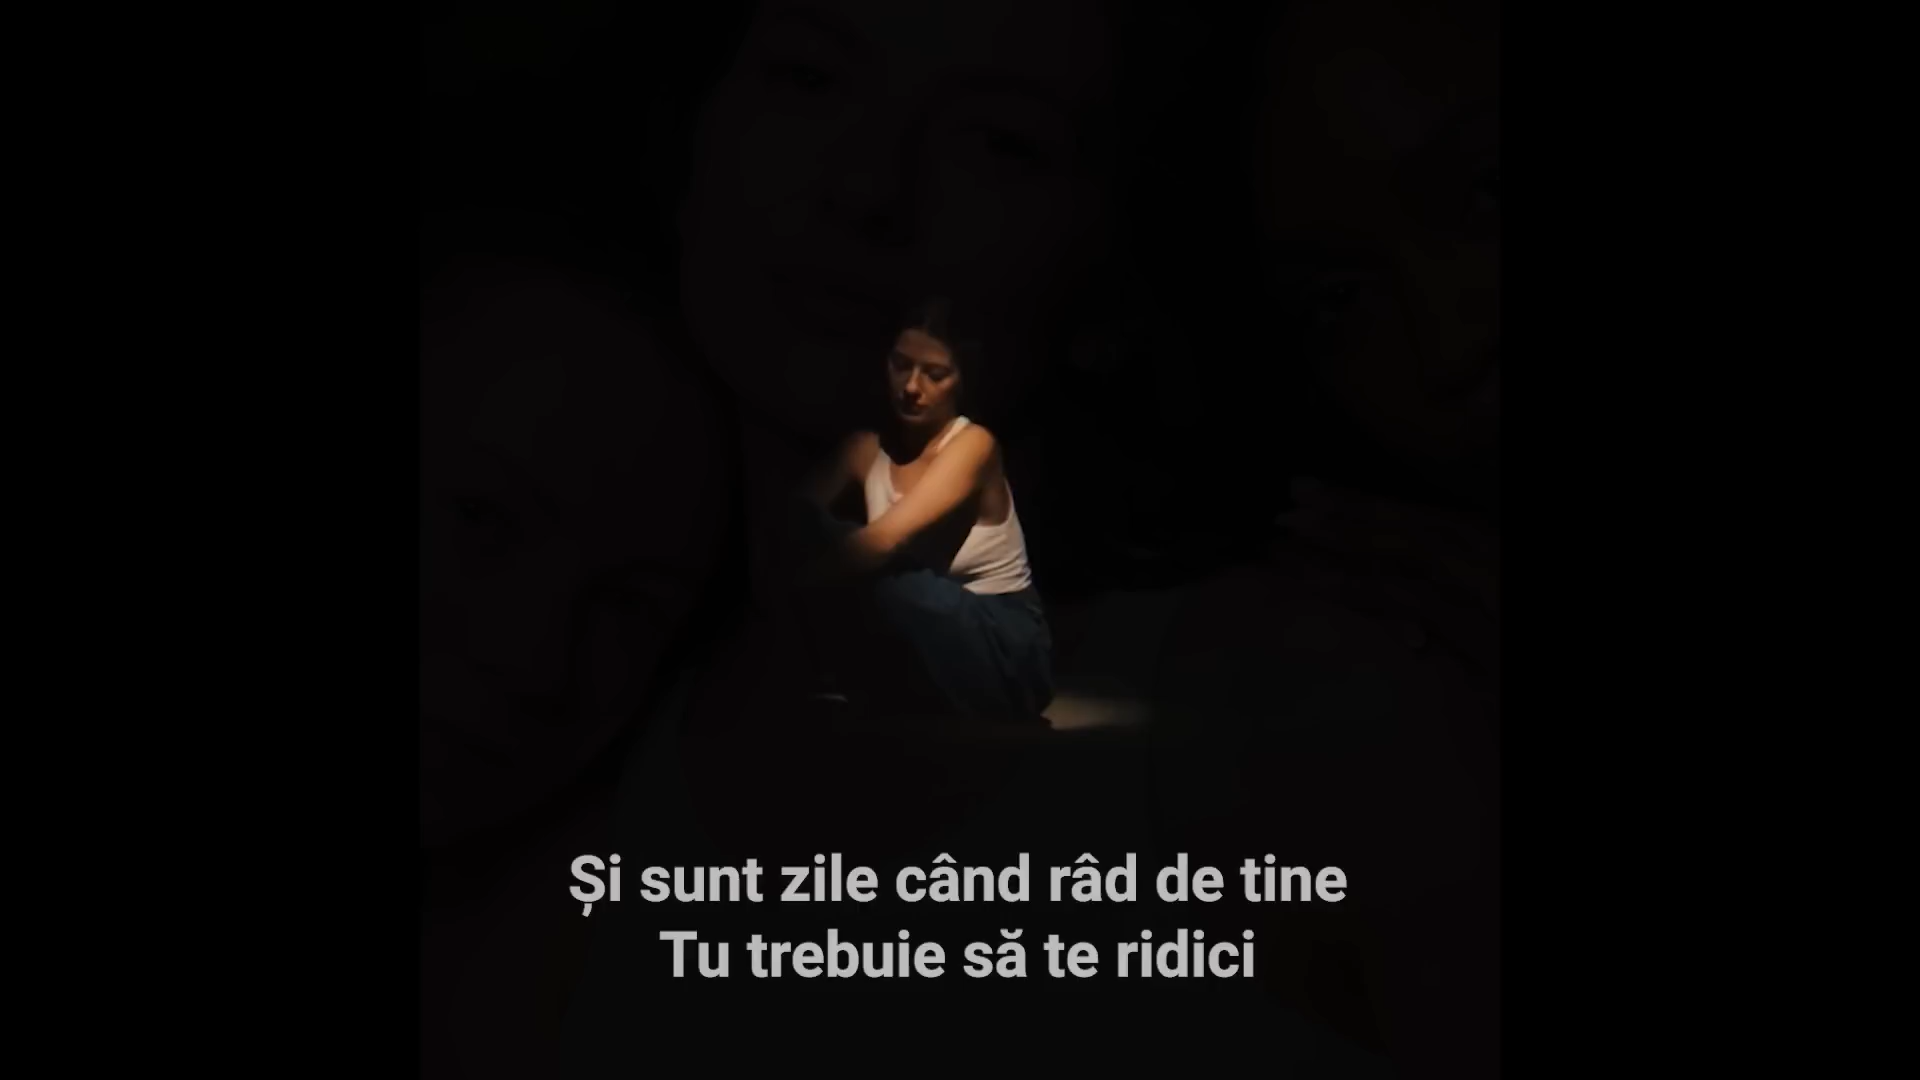 Și sunt zile când râd de tine
Tu trebuie să te ridici